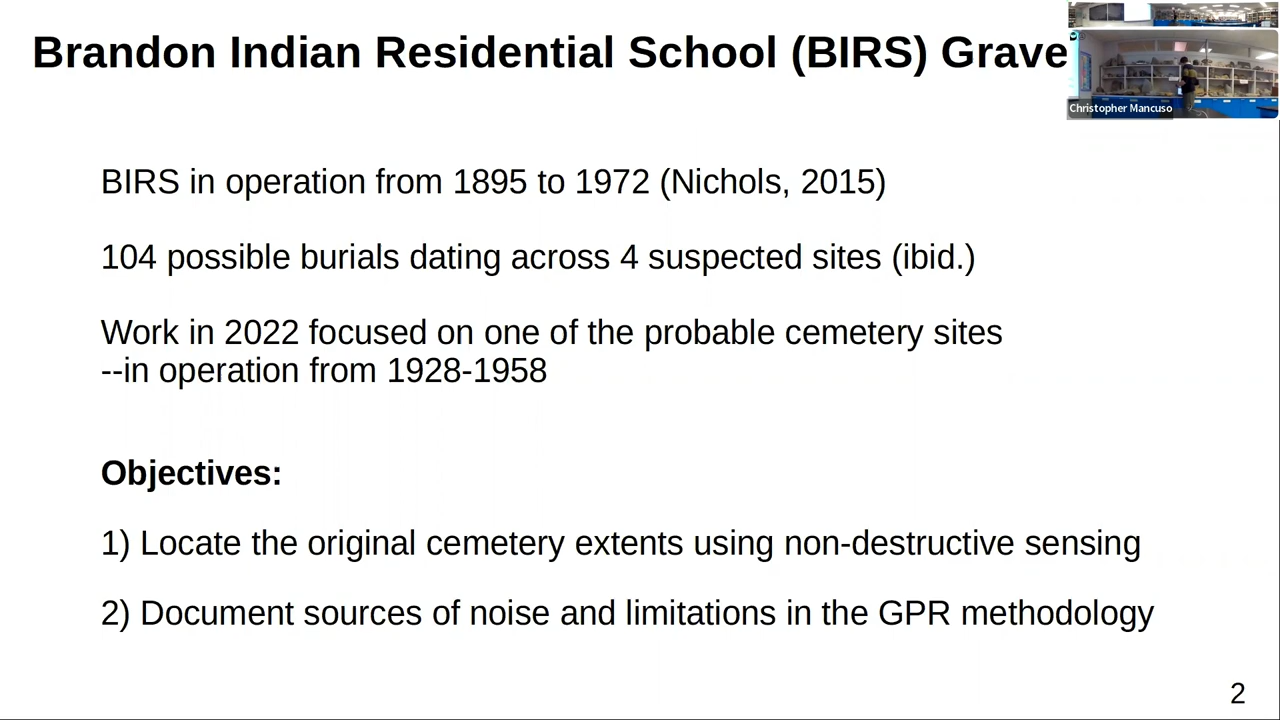 Brandon Indian Residential School (BIRS) Grave
Christopher Mancuso
BIRS in operation from 1895 to 1972 (Nichols, 2015)
104 possible burials dating across 4 suspected sites (ibid.)
Work in 2022 focused on one of the probable cemetery sites
--in operation from 1928-1958
Objectives:
1) Locate the original cemetery extents using non-destructive sensing
2) Document sources of noise and limitations in the GPR methodology
2